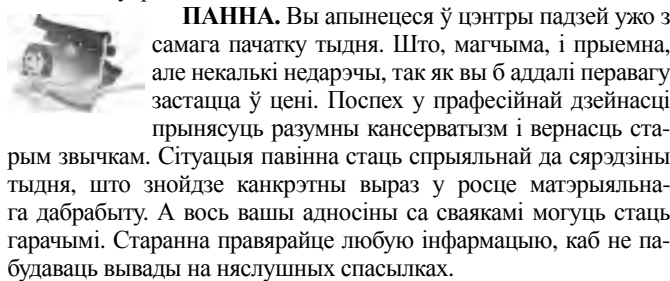 ПАННА. Вы апынецеся ў цэнтры падзей ужо з
самага пачатку тыдня. Што, магчыма, і прыемна,
але некалькі недарэчы, так як вы б аддалі перавагу
застацца ў цені. Поспех у прафесійнай дзейнасці
прынясуць разумны кансерватызм і вернасць ста-
рым звычкам. Сітуацыя павінна стаць спрыяльнай да сярэдзіны
тыдня, што знойдзе канкрэтны выраз у росце матэрыяльна-
га дабрабыту. А вось вашы адносіны са сваякамі могуць стаць
гарачымі. Старанна правярайце любую інфармацыю, каб не па-
будаваць вывады на няслушных спасылках.